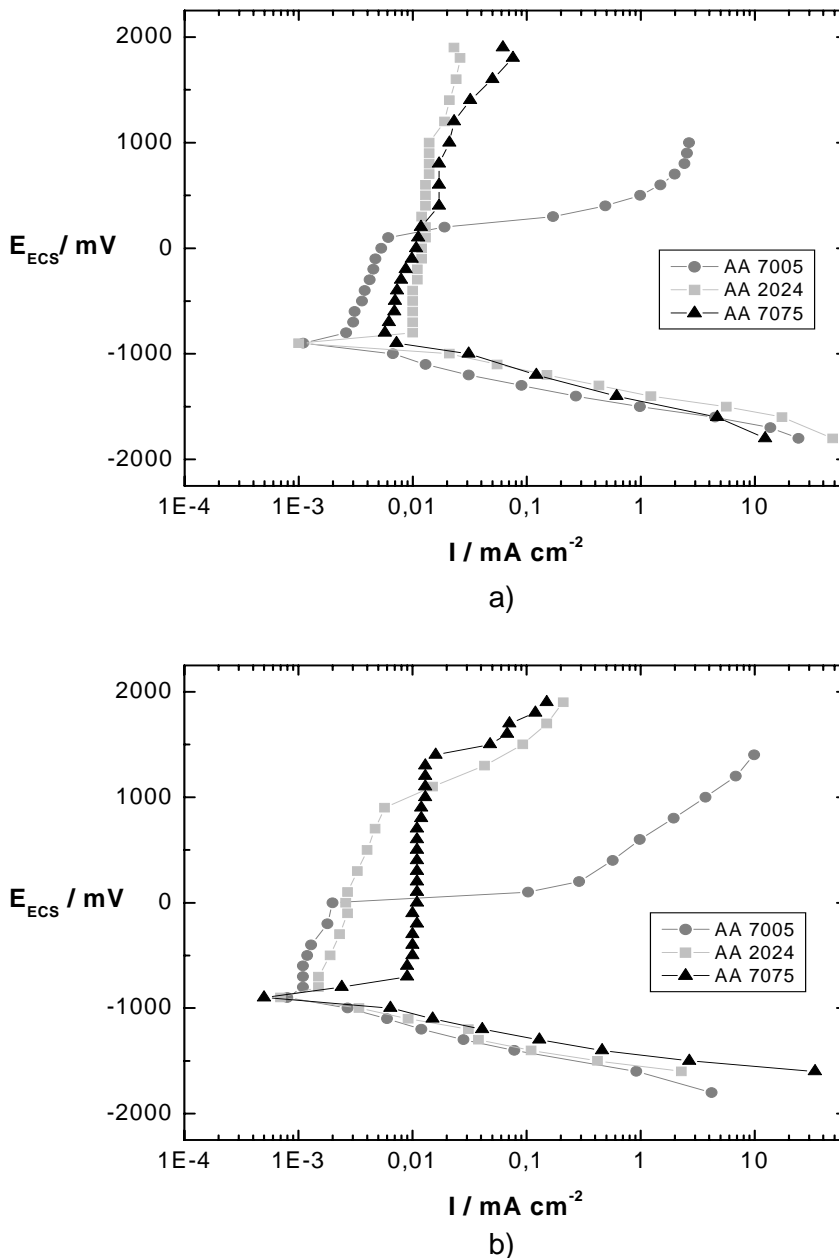 2000
1000
0
-1000
-2000
E_ECS / mV
1E-4 1E-3 0,01 0,1 1 10
I / mA cm⁻²
AA 7005
AA 2024
AA 7075
a)
2000
1000
0
-1000
-2000
E_ECS / mV
1E-4 1E-3 0,01 0,1 1 10
I / mA cm⁻²
AA 7005
AA 2024
AA 7075
b)